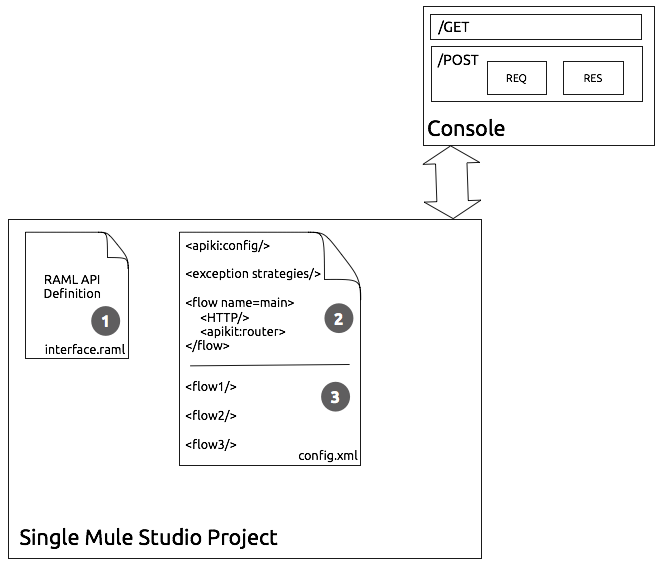 /GET
/POST
REQ
RES
Console
RAML API
Definition
1
interface.raml
<apiki:config/>
<exception strategies/>
<flow name=main>
<HTTP/>
<apikit:router>
</flow>
2
<flow1/>
3
<flow2/>
<flow3/>
config.xml
Single Mule Studio Project